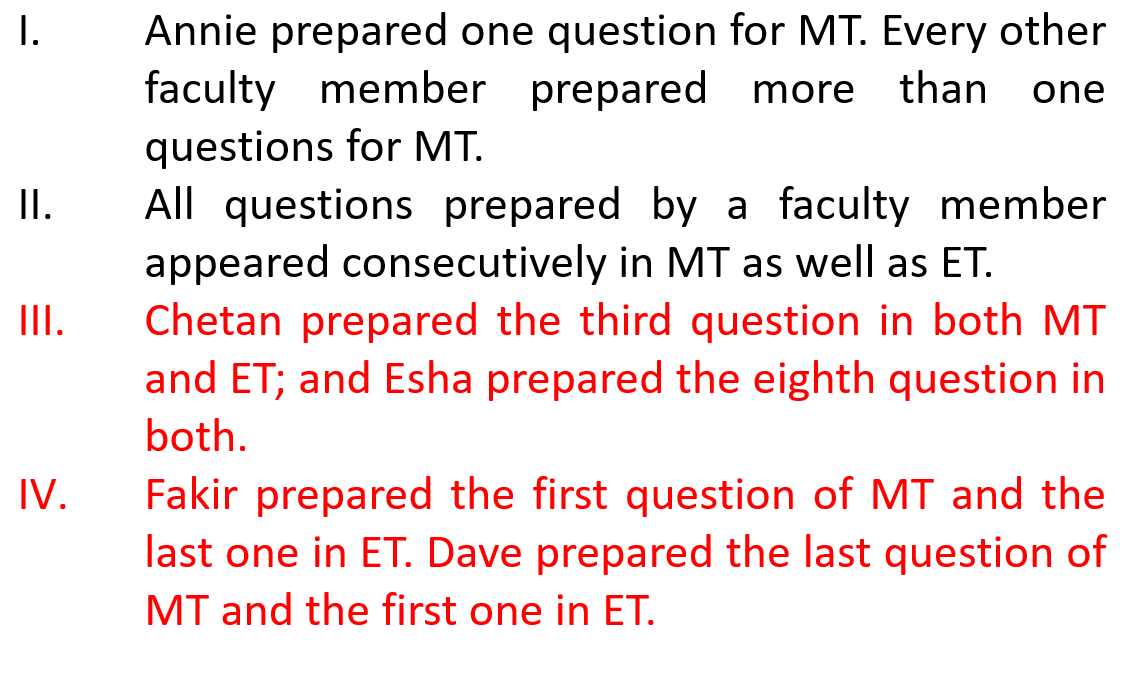 I. Annie prepared one question for MT. Every other
faculty member prepared more than one
questions for MT.
II. All questions prepared by a faculty member
appeared consecutively in MT as well as ET.
III. Chetan prepared the third question in both MT
and ET; and Esha prepared the eighth question in
both.
IV. Fakir prepared the first question of MT and the
last one in ET. Dave prepared the last question of
MT and the first one in ET.